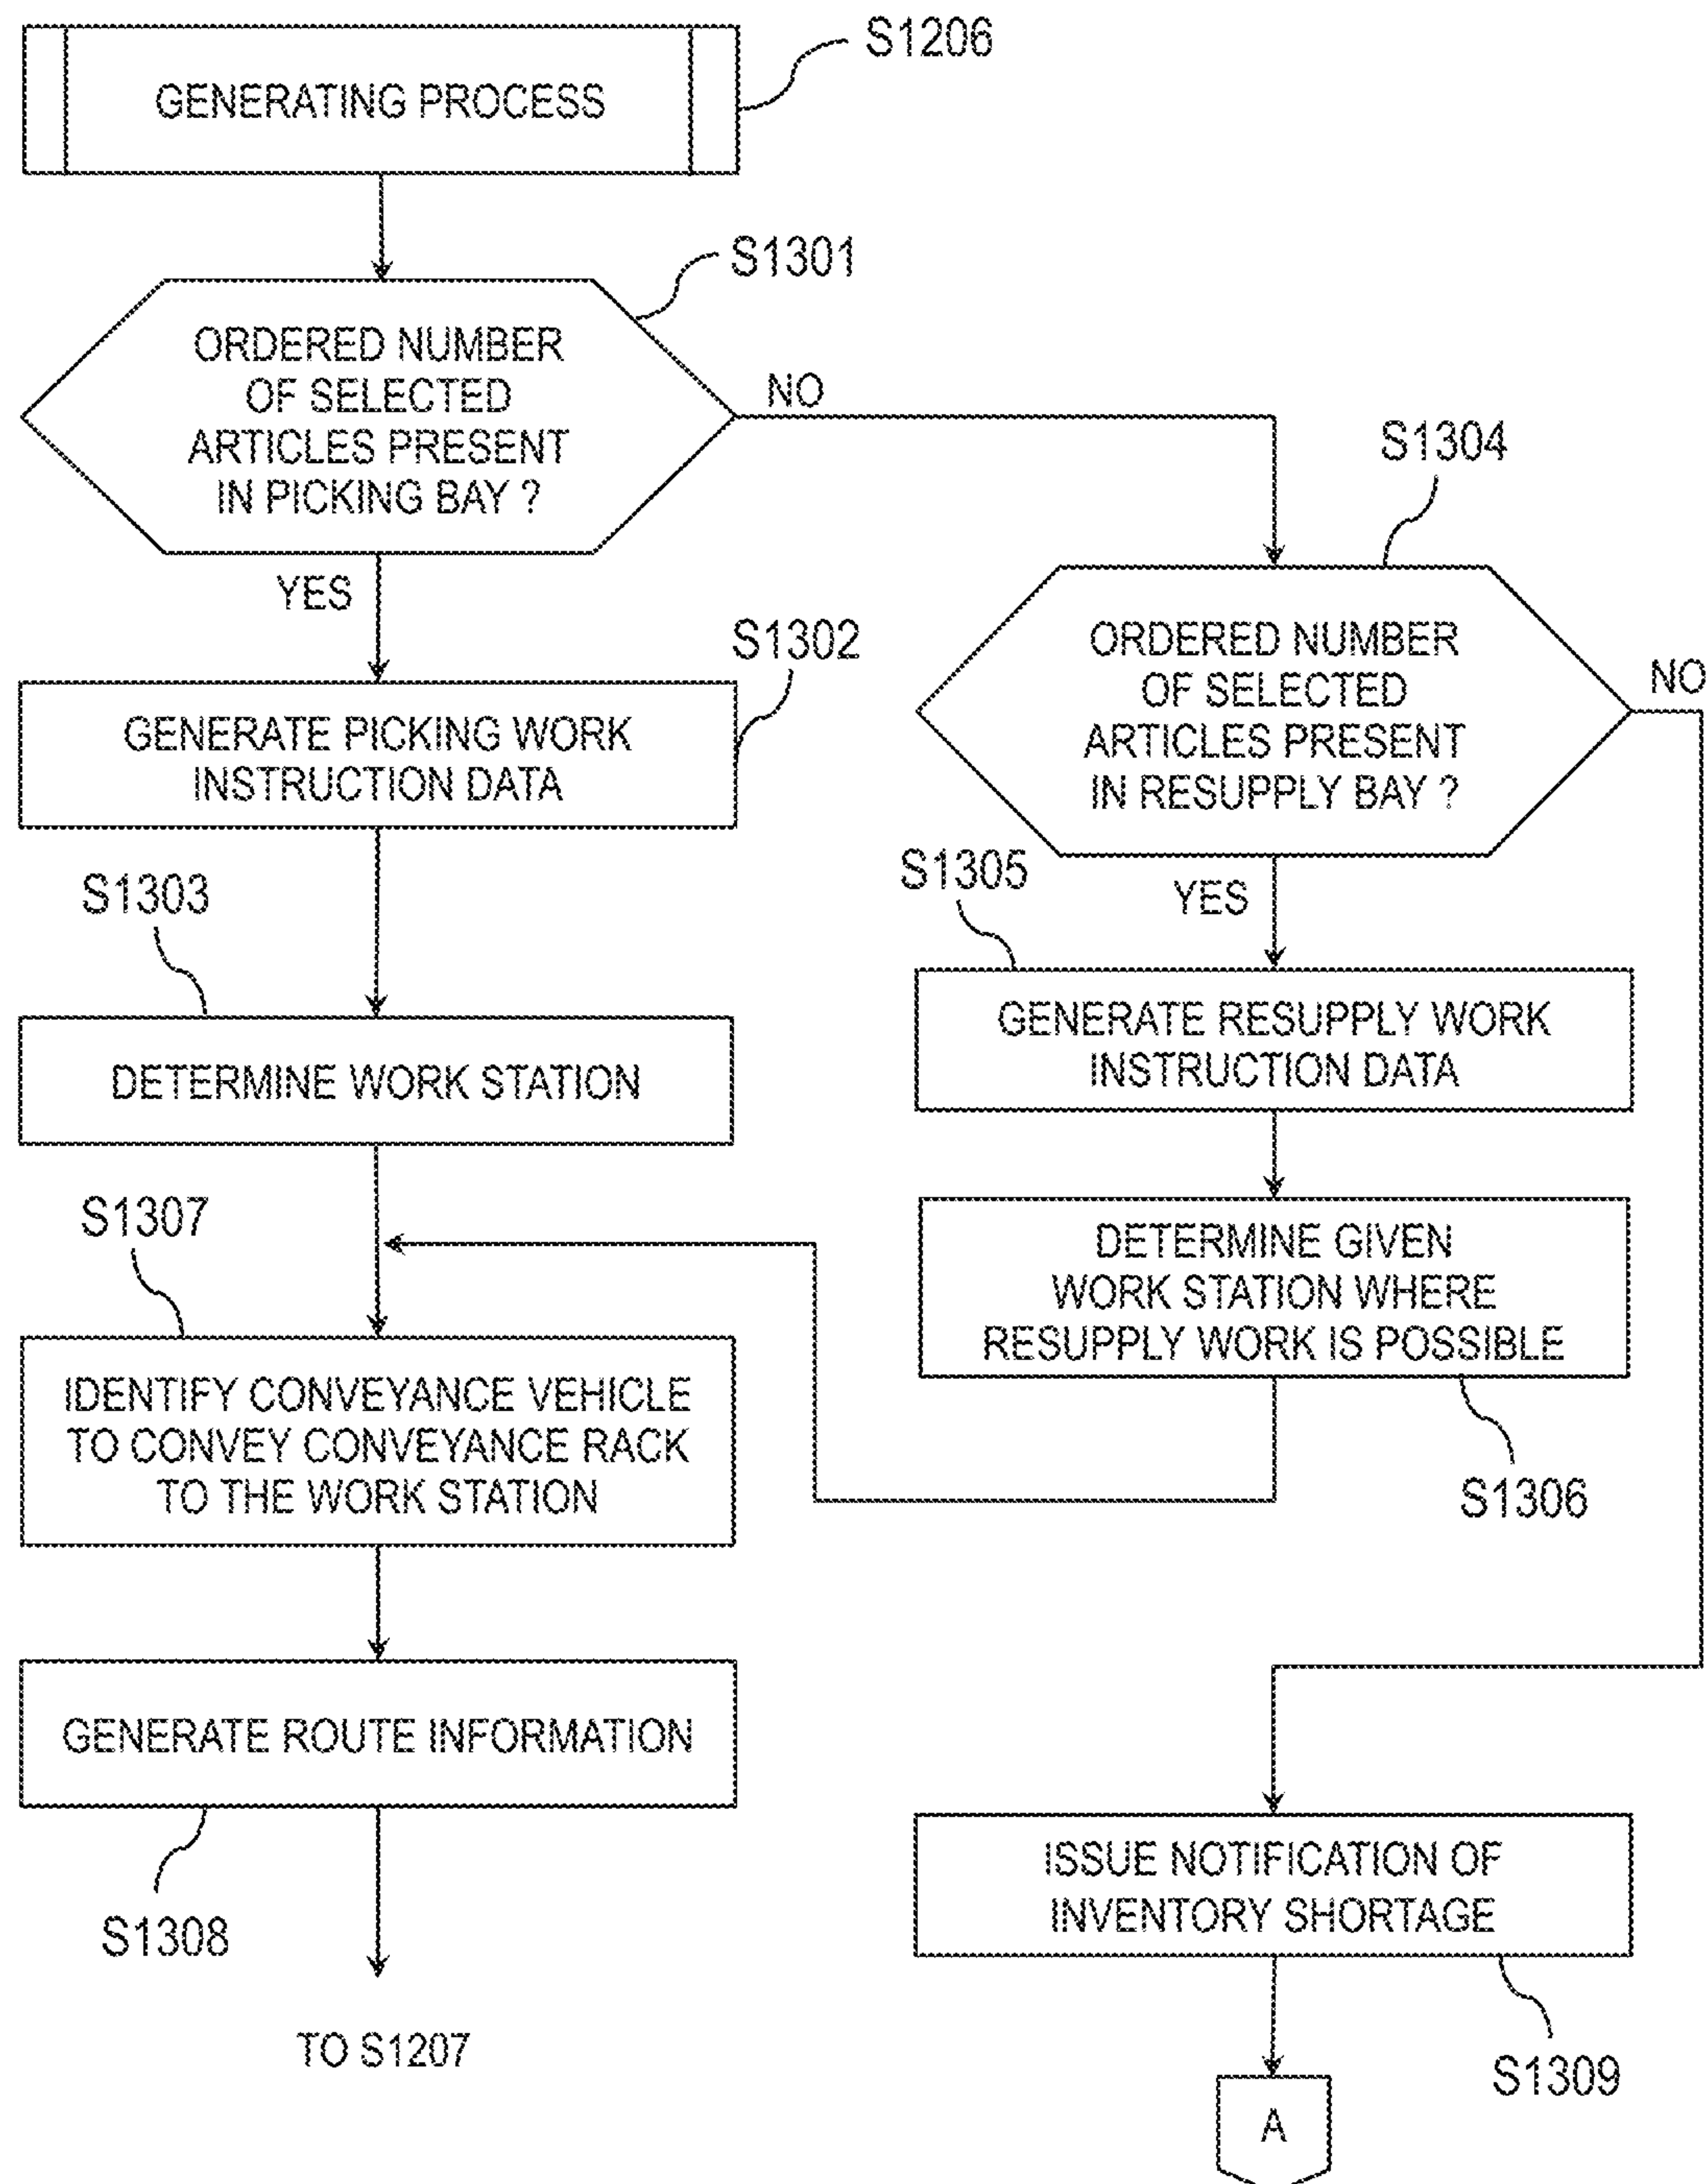 S1206
GENERATING PROCESS
S1301
ORDERED NUMBER
OF SELECTED
ARTICLES PRESENT
IN PICKING BAY ?
NO
YES
S1302
GENERATE PICKING WORK
INSTRUCTION DATA
S1303
DETERMINE WORK STATION
S1304
ORDERED NUMBER
OF SELECTED
ARTICLES PRESENT
IN RESUPPLY BAY ?
NO
YES
S1305
GENERATE RESUPPLY WORK
INSTRUCTION DATA
DETERMINE GIVEN
WORK STATION WHERE
RESUPPLY WORK IS POSSIBLE
S1306
S1307
IDENTIFY CONVEYANCE VEHICLE
TO CONVEY CONVEYANCE RACK
TO THE WORK STATION
GENERATE ROUTE INFORMATION
S1308
TO S1207
ISSUE NOTIFICATION OF
INVENTORY SHORTAGE
S1309
A